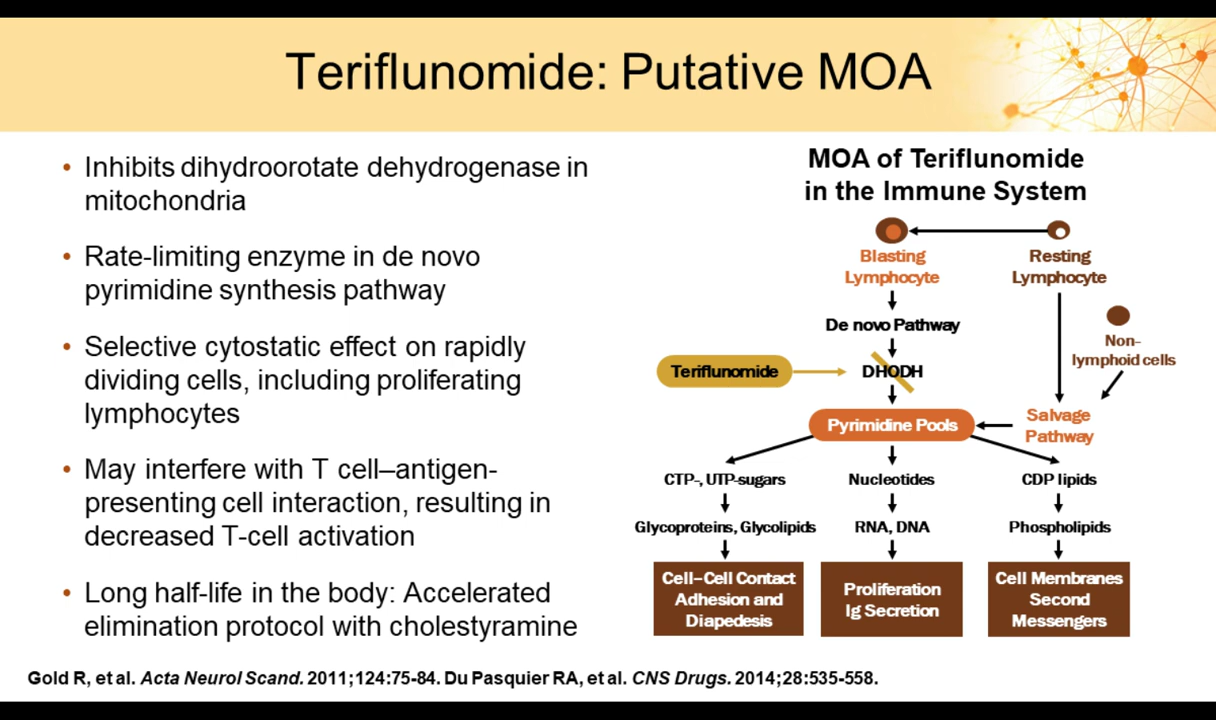 Teriflunomide: Putative MOA
• Inhibits dihydroorotate dehydrogenase in
mitochondria
• Rate-limiting enzyme in de novo
pyrimidine synthesis pathway
• Selective cytostatic effect on rapidly
dividing cells, including proliferating
lymphocytes
• May interfere with T cell–antigen-
presenting cell interaction, resulting in
decreased T-cell activation
• Long half-life in the body: Accelerated
elimination protocol with cholestyramine
MOA of Teriflunomide
in the Immune System
Blasting
Lymphocyte
Resting
Lymphocyte
De novo Pathway
Non-
lymphoid cells
Teriflunomide
DHODH
Pyrimidine Pools
Salvage
Pathway
CTP-, UTP-sugars
Nucleotides
CDP lipids
Glycoproteins, Glycolipids
RNA, DNA
Phospholipids
Cell–Cell Contact
Adhesion and
Diapedesis
Proliferation
Ig Secretion
Cell Membranes
Second
Messengers
Gold R, et al. Acta Neurol Scand. 2011;124:75-84. Du Pasquier RA, et al. CNS Drugs. 2014;28:535-558.